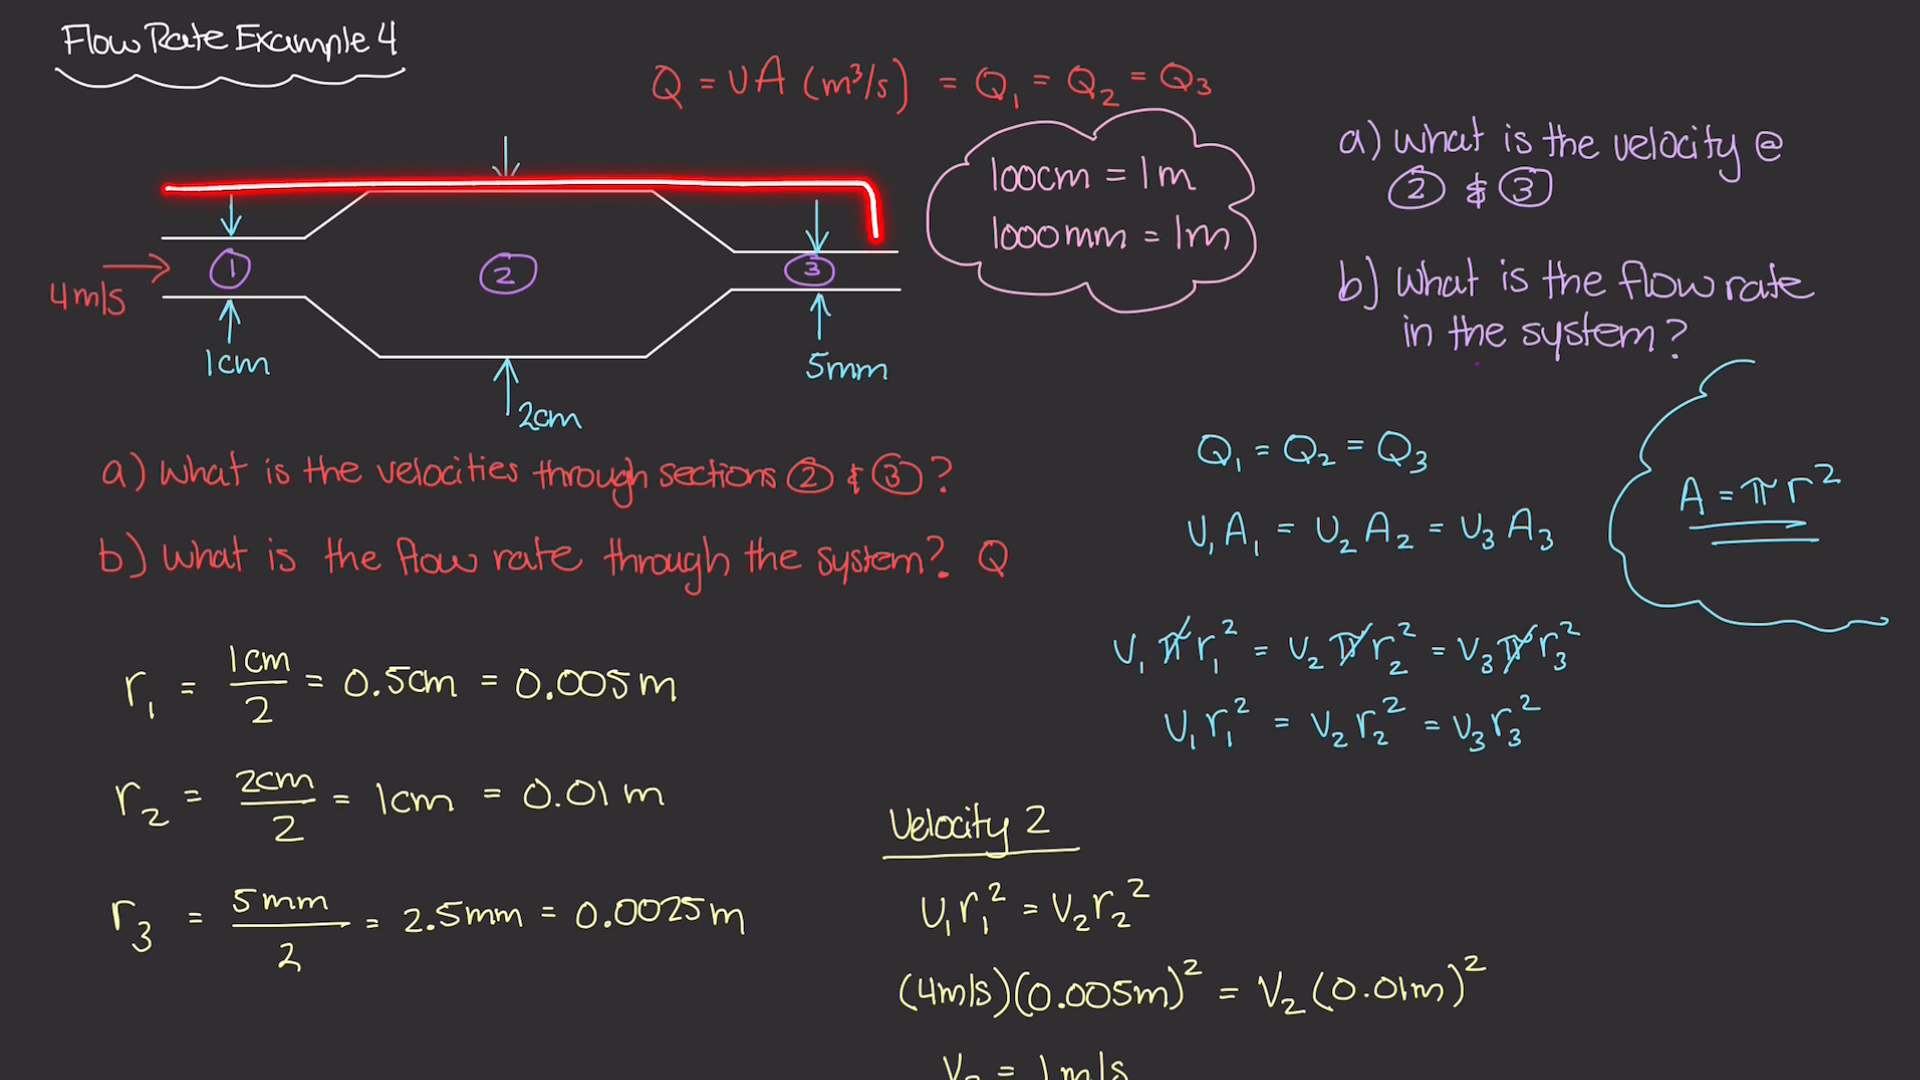 Flow Rate Example 4
Q = VA (m³/s) = Q₁ = Q₂ = Q₃
100cm = 1m
1000mm = 1m
a) What is the velocity @
② & ③
b) What is the flow rate
in the system?
4m/s
①
②
③
1cm
2cm
5mm
a) What is the velocities through sections ② & ③?
b) What is the flow rate through the system? Q
Q₁ = Q₂ = Q₃
V₁A₁ = V₂A₂ = V₃A₃
A = πr²
V₁πr₁² = V₂πr₂² = V₃πr₃²
V₁r₁² = V₂r₂² = V₃r₃²
r₁ = 1cm/2 = 0.5cm = 0.005m
r₂ = 2cm/2 = 1cm = 0.01m
r₃ = 5mm/2 = 2.5mm = 0.0025m
Velocity 2
V₁r₁² = V₂r₂²
(4m/s)(0.005m)² = V₂(0.01m)²
V₂ = 1m/s